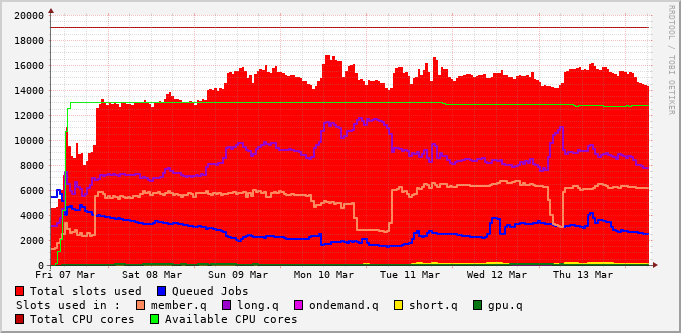 20000
18000
16000
14000
12000
10000
8000
6000
4000
2000
0
Fri 07 Mar Sat 08 Mar Sun 09 Mar Mon 10 Mar Tue 11 Mar Wed 12 Mar Thu 13 Mar
Total slots used Queued Jobs
Slots used in : member.q long.q ondemand.q short.q gpu.q
Total CPU cores Available CPU cores
RRDTOOL / TOBI OETIKER